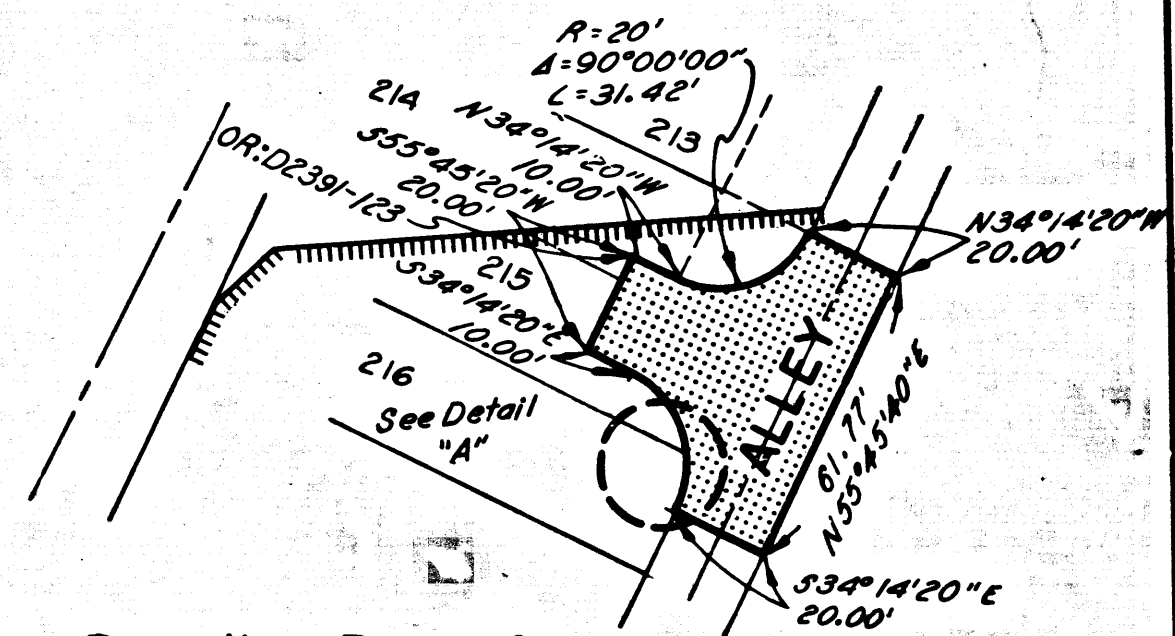 R=20'
Δ=90°00'00"
L=31.42'
214
N34°14'20"W
10.00'
213
S55°45'20"W
20.00'
OR:D2391-123
N34°14'20"W
20.00'
215
S34°14'20"E
10.00'
216
See Detail
"A"
ALLEY
61.77'
N55°45'40"E
S34°14'20"E
20.00'